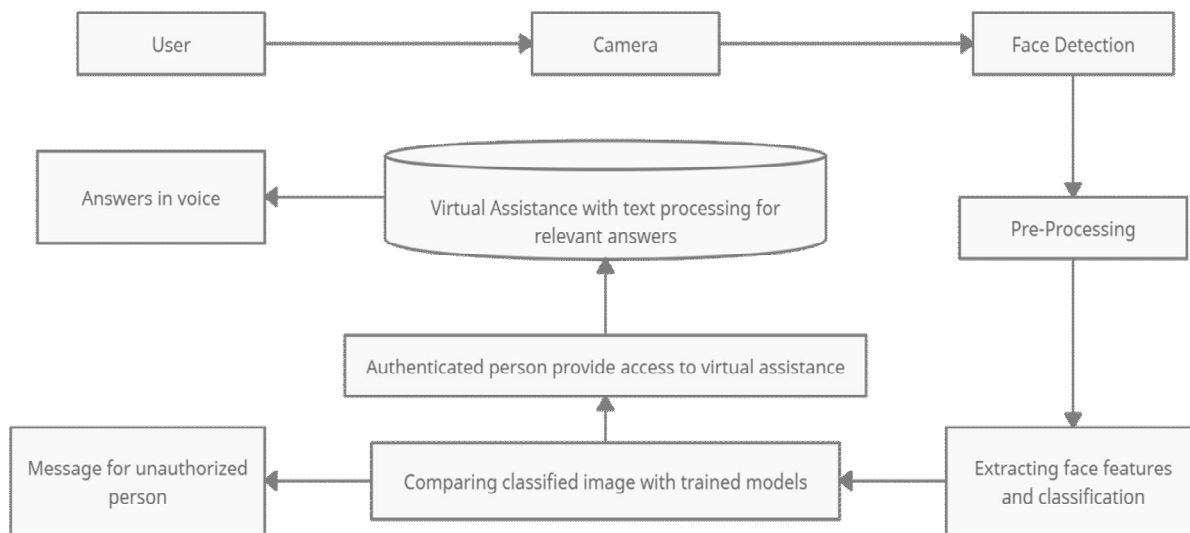 User
Camera
Face Detection
Answers in voice
Virtual Assistance with text processing for
relevant answers
Pre-Processing
Authenticated person provide access to virtual assistance
Message for unauthorized
person
Comparing classified image with trained models
Extracting face features
and classification